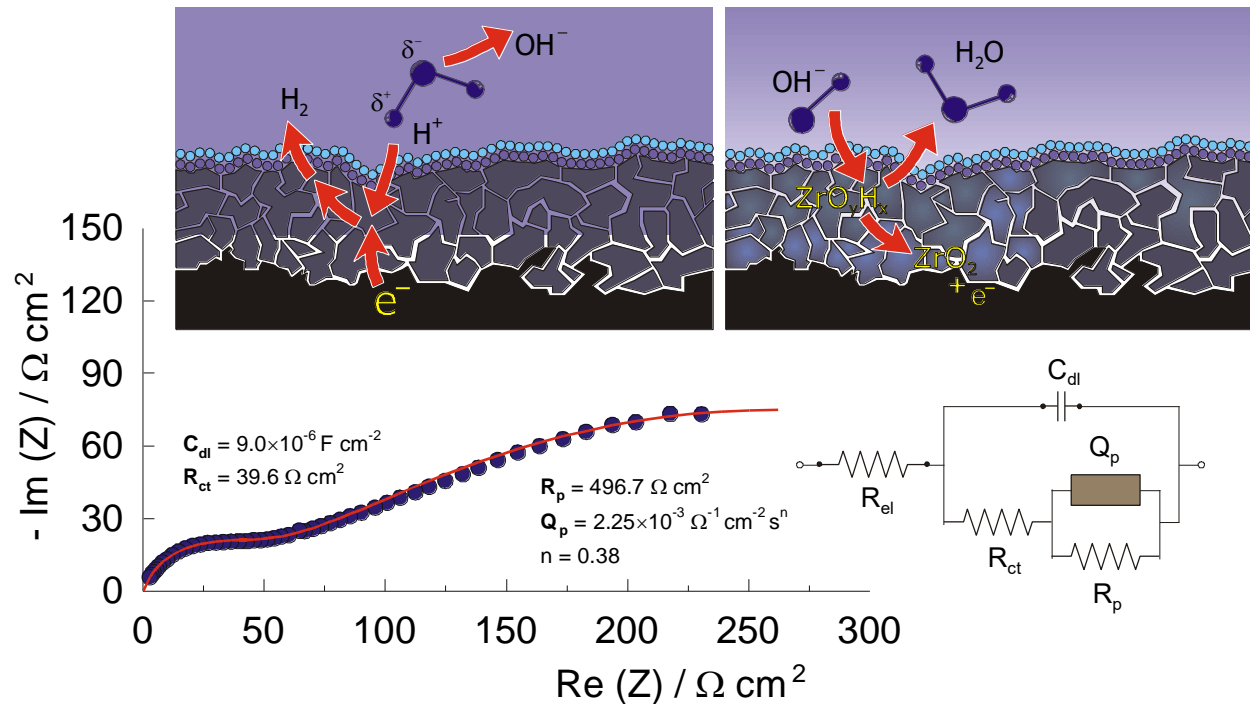 δ⁻
OH⁻
δ⁺
H₂
H⁺
e⁻
OH⁻
H₂O
ZrOᵧHₓ
ZrO₂
+ e⁻
150
120
90
60
30
0
- Im (Z) / Ω cm²
C_dl = 9.0×10⁻⁶ F cm⁻²
R_ct = 39.6 Ω cm²
R_p = 496.7 Ω cm²
Q_p = 2.25×10⁻³ Ω⁻¹ cm⁻² sⁿ
n = 0.38
0 50 100 150 200 250 300
Re (Z) / Ω cm²
C_dl
Q_p
R_el
R_ct
R_p